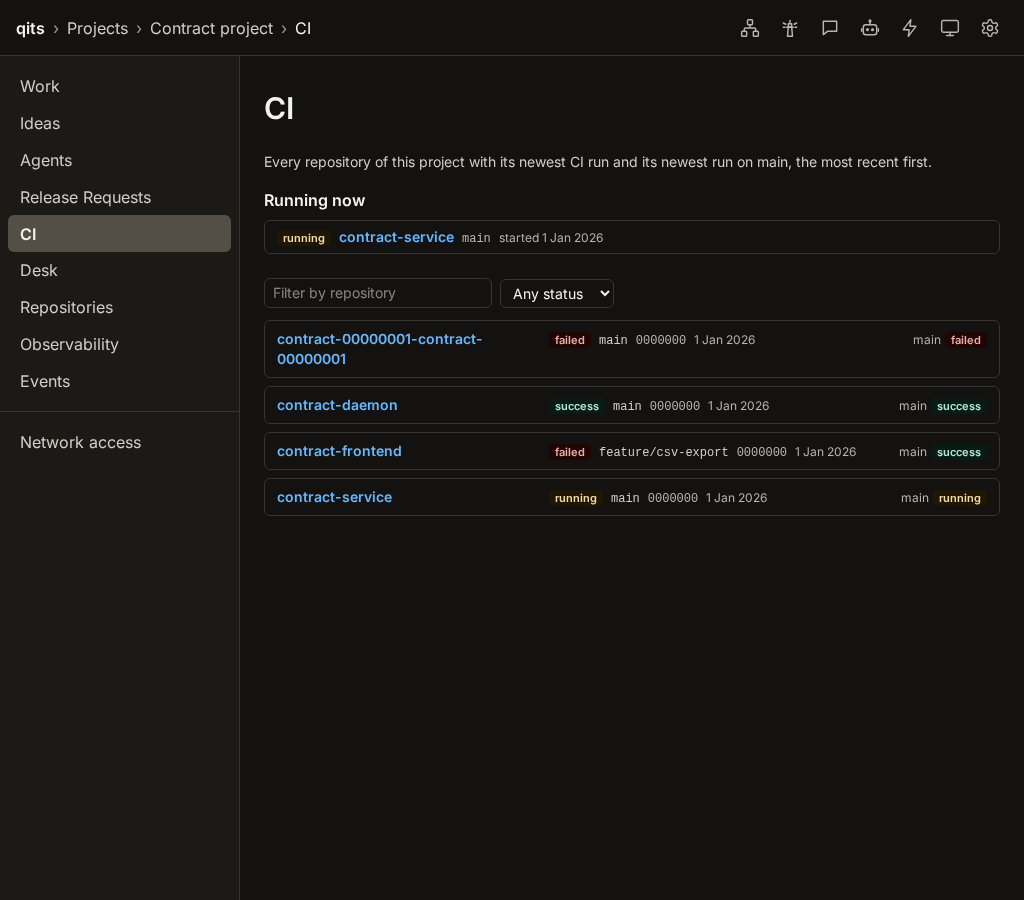 qits › Projects › Contract project › CI
Work
Ideas
Agents
Release Requests
CI
Desk
Repositories
Observability
Events
Network access
CI
Every repository of this project with its newest CI run and its newest run on main, the most recent first.
Running now
running contract-service main started 1 Jan 2026
Filter by repository Any status
contract-00000001-contract-
00000001 failed main 0000000 1 Jan 2026 main failed
contract-daemon success main 0000000 1 Jan 2026 main success
contract-frontend failed feature/csv-export 0000000 1 Jan 2026 main success
contract-service running main 0000000 1 Jan 2026 main running